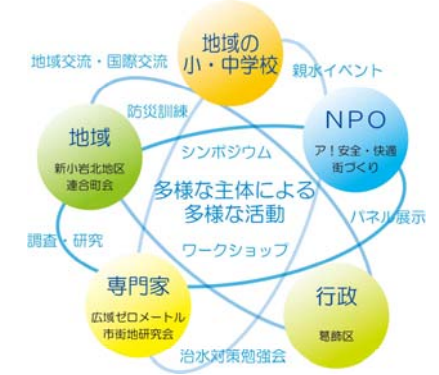 地域の
小・中学校
地域交流・国際交流
親水イベント
防災訓練
NPO
ア！安全・快適
街づくり
地域
新小岩北地区
連合町会
シンポジウム
多様な主体による
多様な活動
パネル展示
調査・研究
ワークショップ
専門家
広域ゼロメートル
市街地研究会
行政
葛飾区
治水対策勉強会